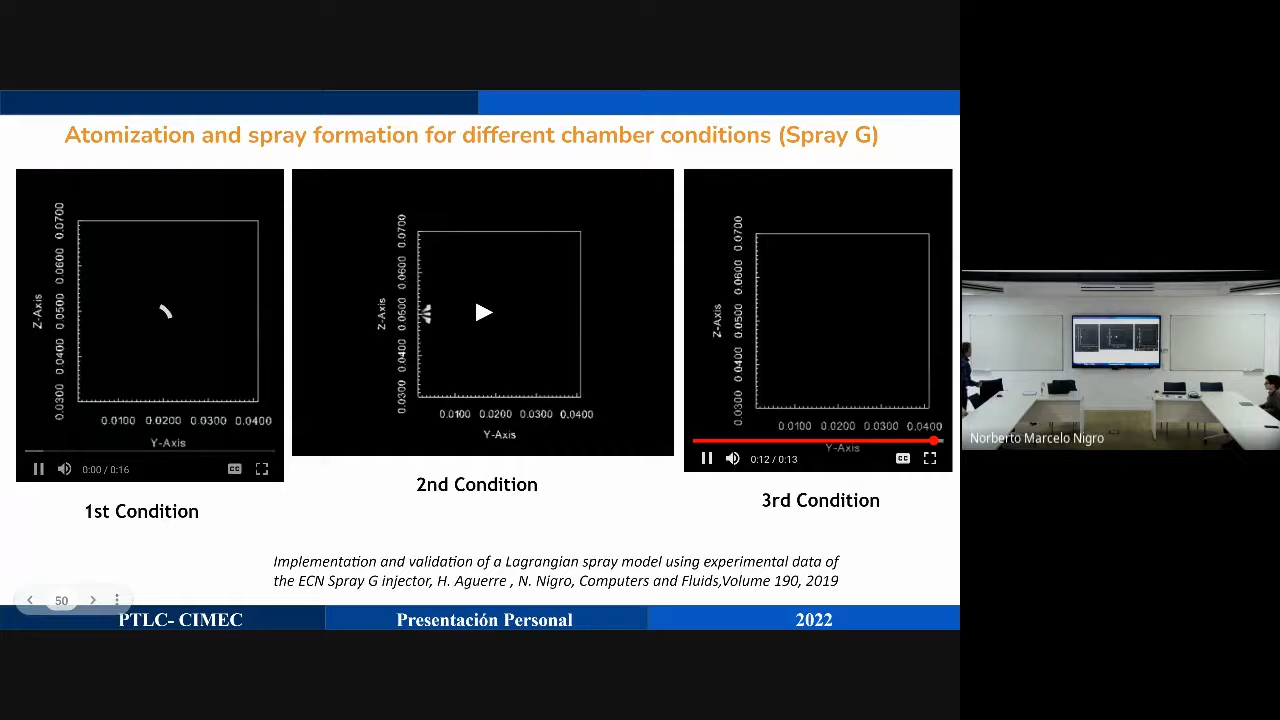 Atomization and spray formation for different chamber conditions (Spray G)
Z-Axis
0.0700
0.0600
0.0500
0.0400
0.0300
0.0100 0.0200 0.0300 0.0400
Y-Axis
0:00 / 0:16
CC
1st Condition
Z-Axis
0.0700
0.0600
0.0500
0.0400
0.0300
0.0100 0.0200 0.0300 0.0400
Y-Axis
2nd Condition
Z-Axis
0.0700
0.0600
0.0500
0.0400
0.0300
0.0100 0.0200 0.0300 0.0400
Y-Axis
0:12 / 0:13
CC
3rd Condition
Implementation and validation of a Lagrangian spray model using experimental data of
the ECN Spray G injector, H. Aguerre , N. Nigro, Computers and Fluids,Volume 190, 2019
50
PTLC- CIMEC
Presentación Personal
2022
Norberto Marcelo Nigro